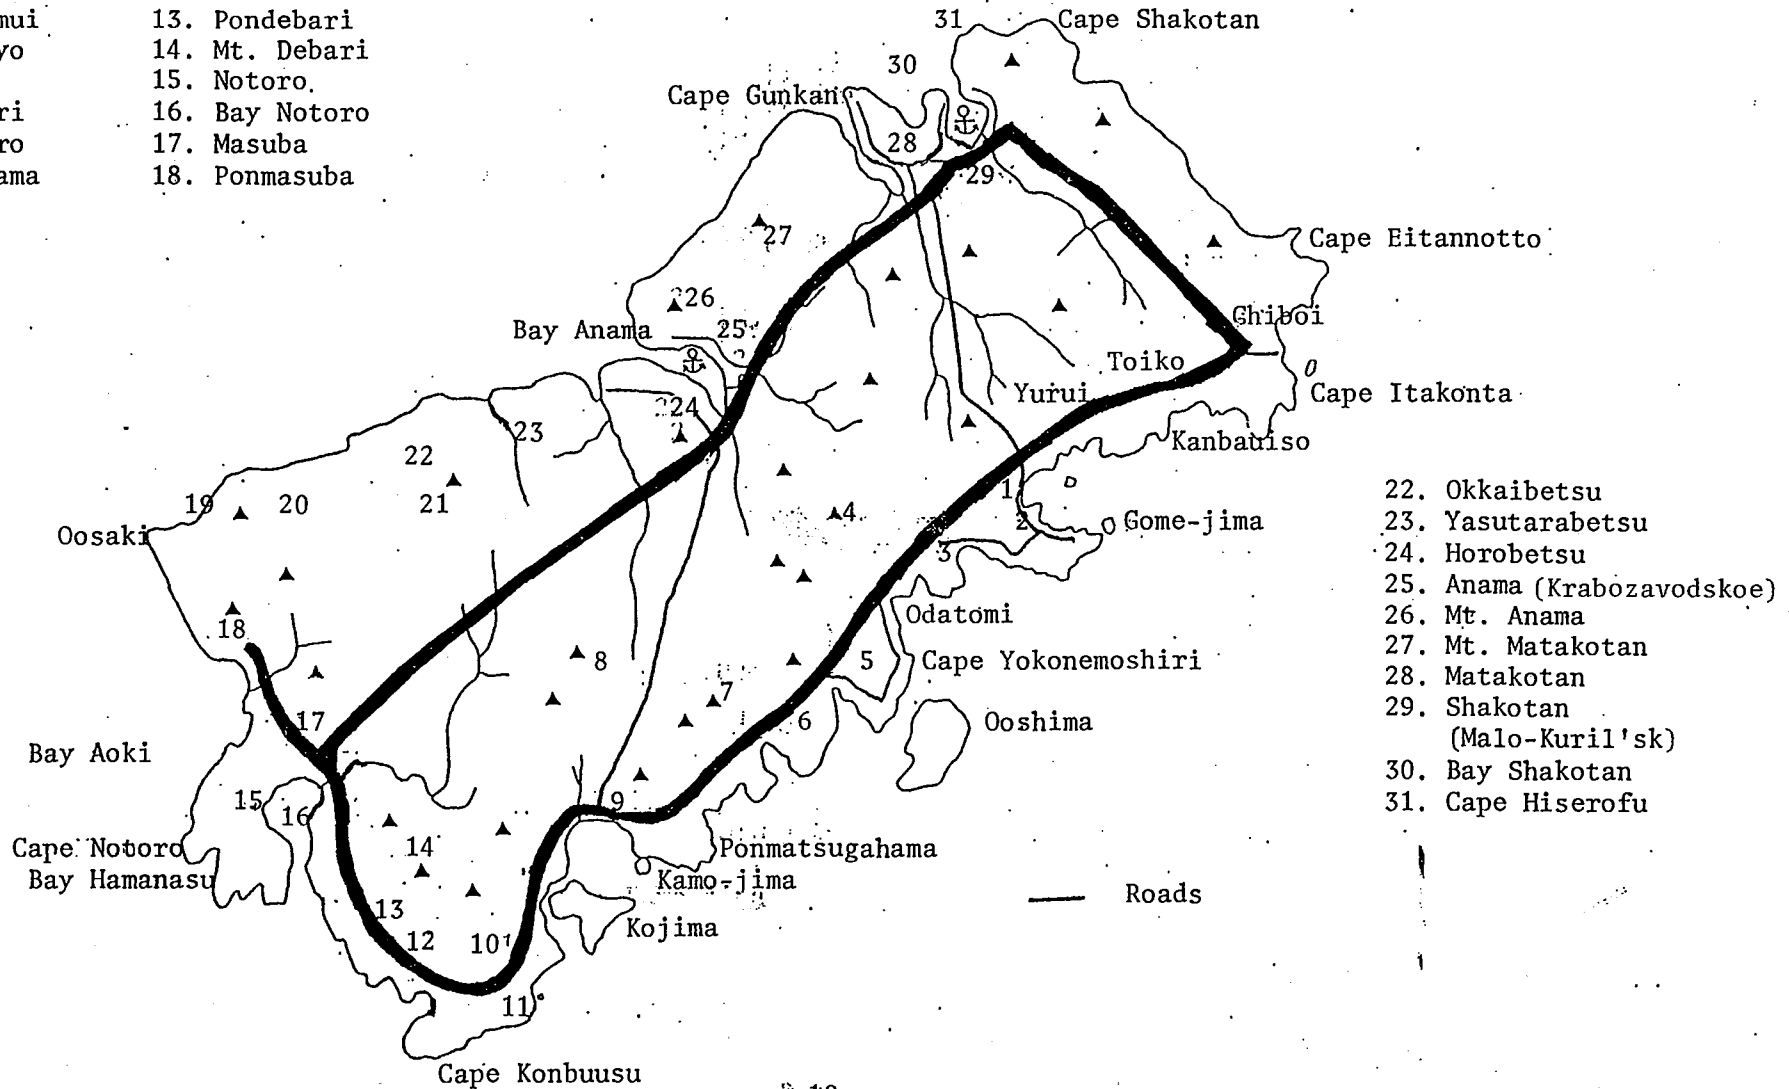 13. Pondebari
14. Mt. Debari
15. Notoro.
16. Bay Notoro
17. Masuba
18. Ponmasuba
31 Cape Shakotan
30
Cape Gunkan
28
29
27
Cape Eitannotto
26
Bay Anama 25
Chiboi
Toiko
Yurui
Cape Itakonta
24
23
Kanbauiso
22
1
19 20 21
4
2 Gome-jima
Oosaki
3
Odatomi
18
8 5 Cape Yokonemoshiri
7
17 6 Ooshima
Bay Aoki
15 9
16
Cape Notoro 14 Ponmatsugahama
Bay Hamanasu Kamo-jima
13
12 10 Kojima
11
Cape Konbuusu
Roads
22. Okkaibetsu
23. Yasutarabetsu
24. Horobetsu
25. Anama (Krabozavodskoe)
26. Mt. Anama
27. Mt. Matakotan
28. Matakotan
29. Shakotan
(Malo-Kuril'sk)
30. Bay Shakotan
31. Cape Hiserofu